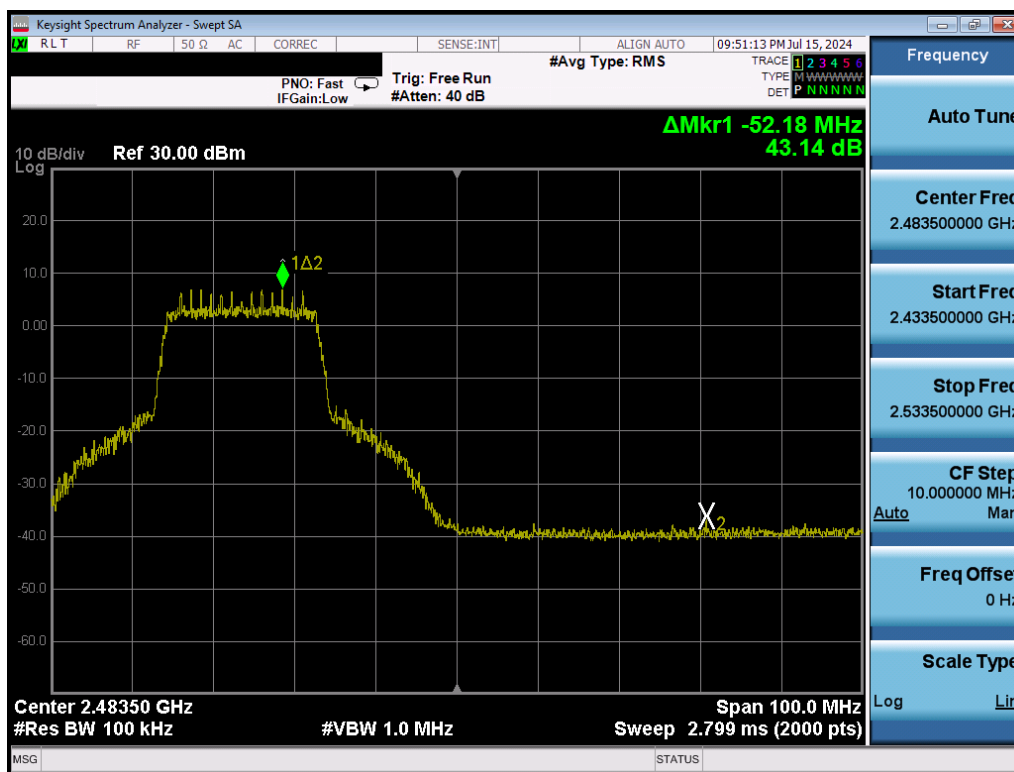 Keysight Spectrum Analyzer - Swept SA
LXI RLT RF 50 Ω AC CORREC SENSE:INT ALIGN AUTO 09:51:13 PM Jul 15, 2024
PNO: Fast
IFGain:Low
Trig: Free Run
#Atten: 40 dB
#Avg Type: RMS
TRACE 1 2 3 4 5 6
TYPE MWWWWW
DET P N N N N N
ΔMkr1 -52.18 MHz
43.14 dB
10 dB/div Ref 30.00 dBm
Log
20.0
10.0
0.00
-10.0
-20.0
-30.0
-40.0
-50.0
-60.0
1Δ2
X2
Center 2.48350 GHz
#Res BW 100 kHz
#VBW 1.0 MHz
Span 100.0 MHz
Sweep 2.799 ms (2000 pts)
MSG STATUS
Frequency
Auto Tune
Center Freq
2.483500000 GHz
Start Freq
2.433500000 GHz
Stop Freq
2.533500000 GHz
CF Step
10.000000 MHz
Auto Man
Freq Offset
0 Hz
Scale Type
Log Lin